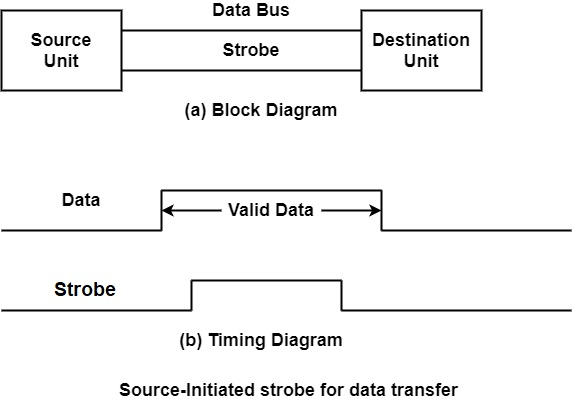 Data Bus
Source
Unit
Strobe
Destination
Unit
(a) Block Diagram
Data
Valid Data
Strobe
(b) Timing Diagram
Source-Initiated strobe for data transfer